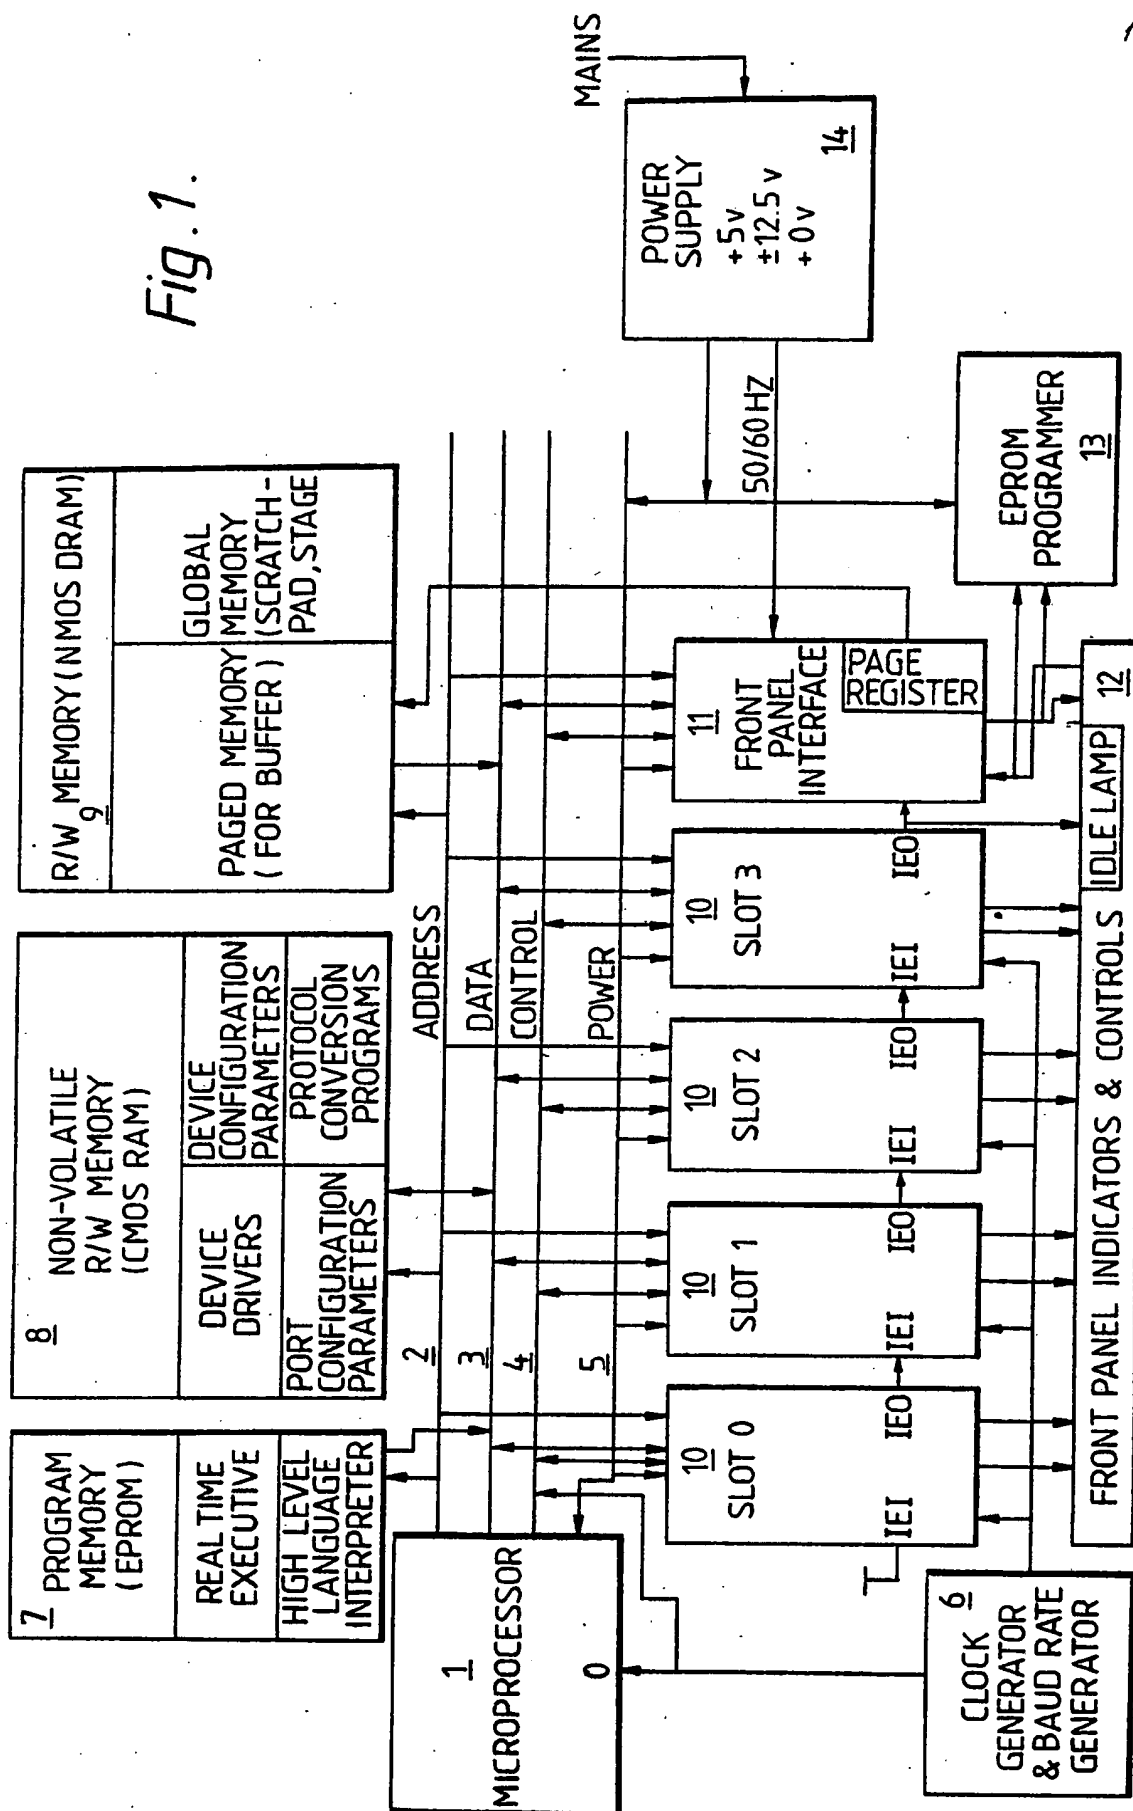 Fig. 1.
7
PROGRAM
MEMORY
(EPROM)
REAL TIME
EXECUTIVE
HIGH LEVEL
LANGUAGE
INTERPRETER
8
NON-VOLATILE
R/W MEMORY
(CMOS RAM)
DEVICE
DRIVERS
DEVICE
CONFIGURATION
PARAMETERS
PORT
CONFIGURATION
PARAMETERS
PROTOCOL
CONVERSION
PROGRAMS
R/W MEMORY (NMOS DRAM)
9
PAGED MEMORY
(FOR BUFFER)
GLOBAL
MEMORY
(SCRATCH-
PAD, STAGE
1
MICROPROCESSOR
0
2
ADDRESS
3
DATA
4
CONTROL
5
POWER
MAINS
POWER
SUPPLY
+5v
±12.5 v
+0v
14
50/60HZ
10
SLOT 0
IEI
IEO
10
SLOT 1
IEI
IEO
10
SLOT 2
IEI
IEO
10
SLOT 3
IEI
IEO
11
FRONT
PANEL
INTERFACE
PAGE
REGISTER
EPROM
PROGRAMMER
13
6
CLOCK
GENERATOR
& BAUD RATE
GENERATOR
FRONT PANEL INDICATORS & CONTROLS
IDLE LAMP
12